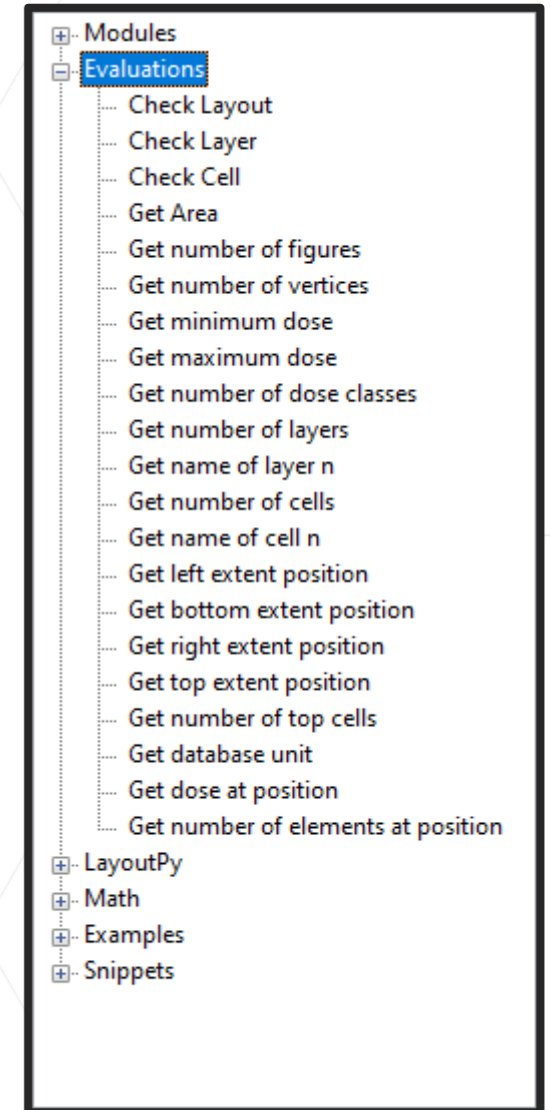 Modules
Evaluations
Check Layout
Check Layer
Check Cell
Get Area
Get number of figures
Get number of vertices
Get minimum dose
Get maximum dose
Get number of dose classes
Get number of layers
Get name of layer n
Get number of cells
Get name of cell n
Get left extent position
Get bottom extent position
Get right extent position
Get top extent position
Get number of top cells
Get database unit
Get dose at position
Get number of elements at position
LayoutPy
Math
Examples
Snippets